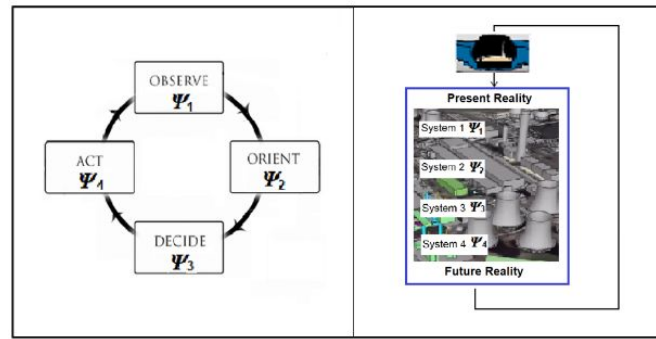 OBSERVE
Ψ1
ORIENT
Ψ2
DECIDE
Ψ3
ACT
Ψ4
Present Reality
System 1 Ψ1
System 2 Ψ2
System 3 Ψ3
System 4 Ψ4
Future Reality